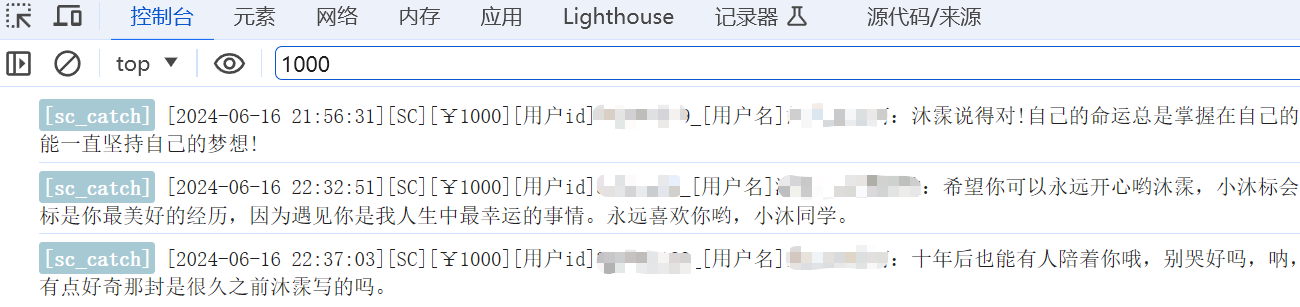 控制台 元素 网络 内存 应用 Lighthouse 记录器 源代码/来源
top 1000
[sc_catch] [2024-06-16 21:56:31][SC][¥1000][用户id] 9_[用户名] : 沐霂说得对!自己的命运总是掌握在自己的
能一直坚持自己的梦想!
[sc_catch] [2024-06-16 22:32:51][SC][¥1000][用户id] _[用户名] : 希望你可以永远开心哟沐霂，小沐标会
标是你最美好的经历，因为遇见你是我人生中最幸运的事情。永远喜欢你哟，小沐同学。
[sc_catch] [2024-06-16 22:37:03][SC][¥1000][用户id] _[用户名] : 十年后也能有人陪着你哦，别哭好吗，呐，
有点好奇那封是很久之前沐霂写的吗。